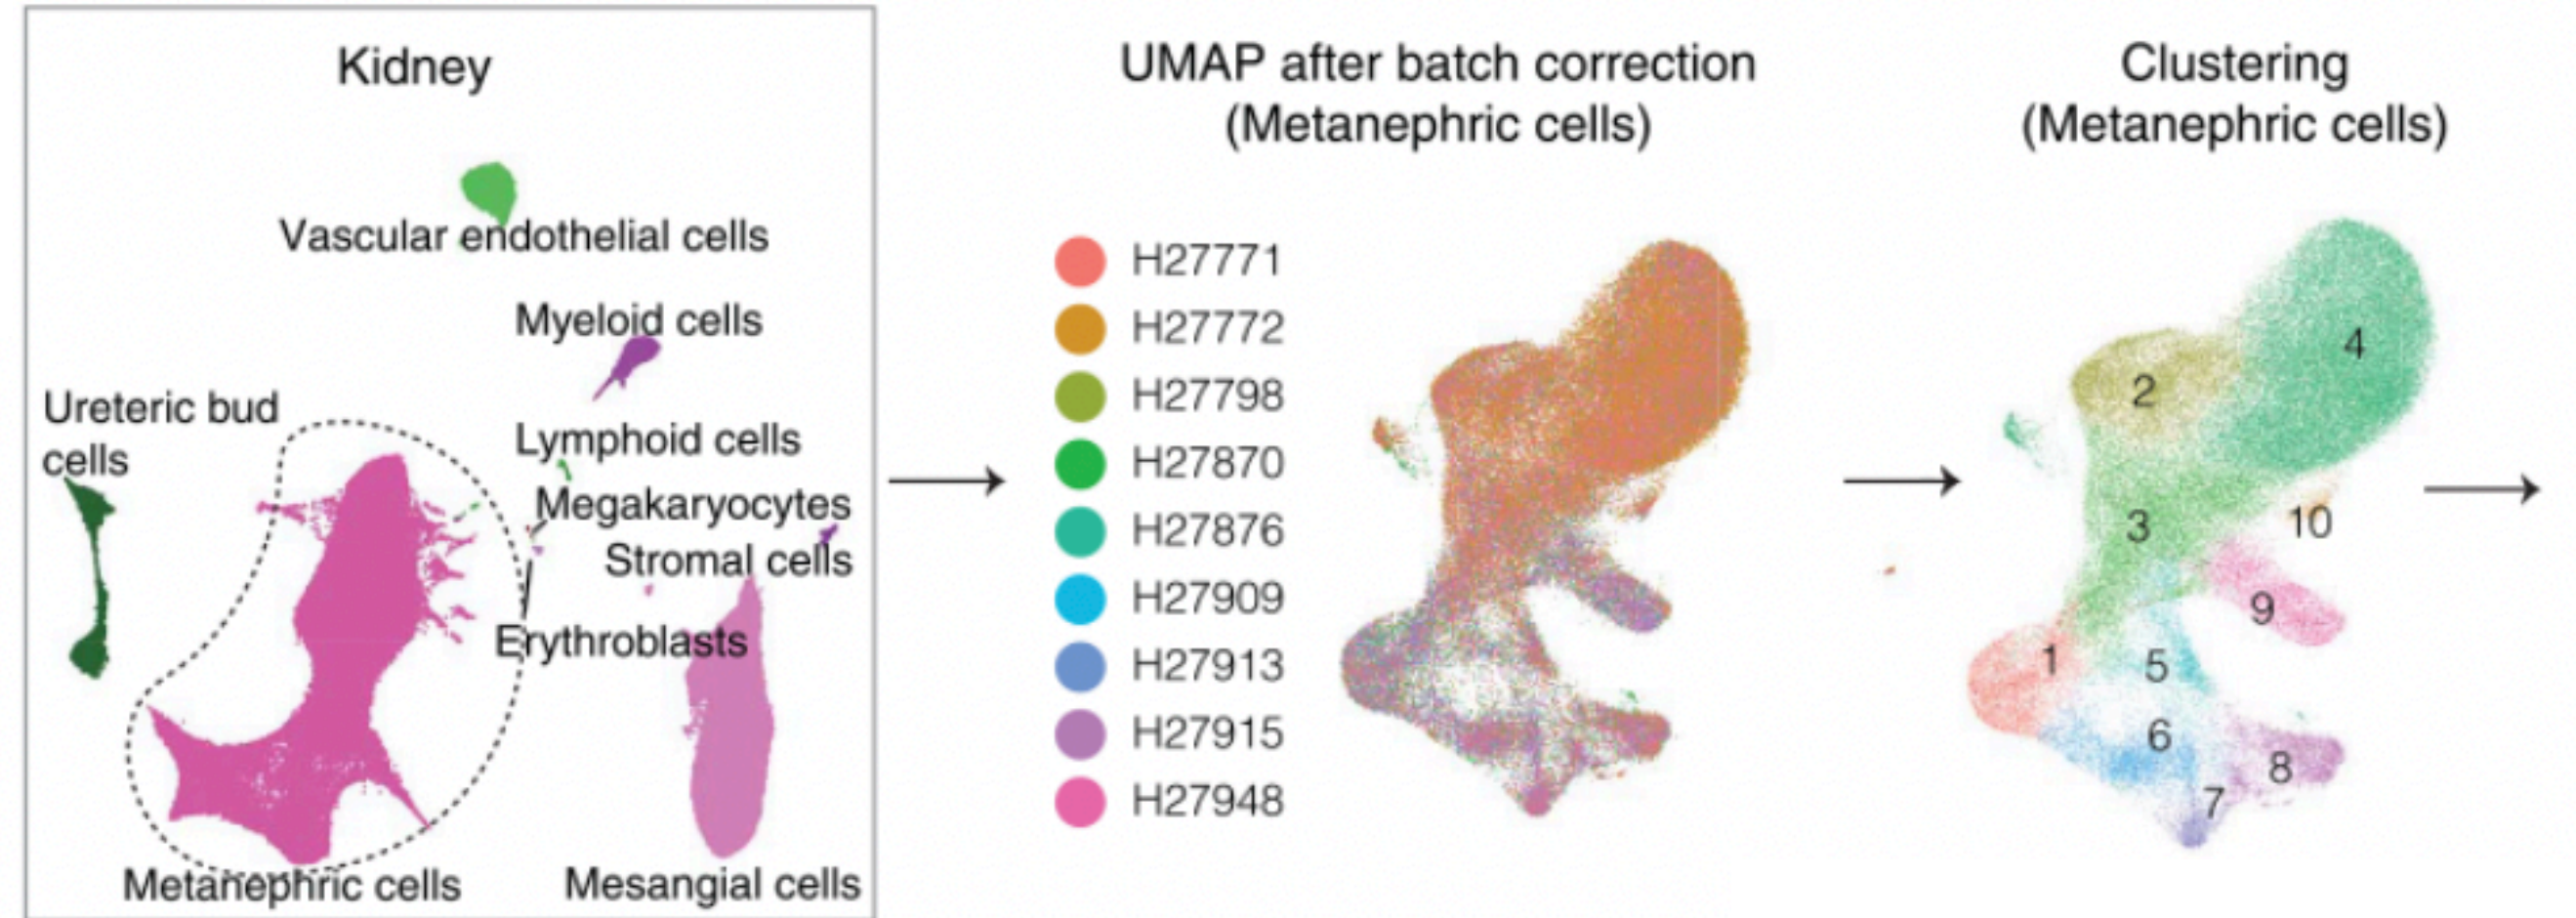 Kidney
Vascular endothelial cells
Myeloid cells
Ureteric bud
cells
Lymphoid cells
Megakaryocytes
Stromal cells
Erythroblasts
Metanephric cells
Mesangial cells
UMAP after batch correction
(Metanephric cells)
H27771
H27772
H27798
H27870
H27876
H27909
H27913
H27915
H27948
Clustering
(Metanephric cells)
4
2
3
10
9
1
5
6
8
7